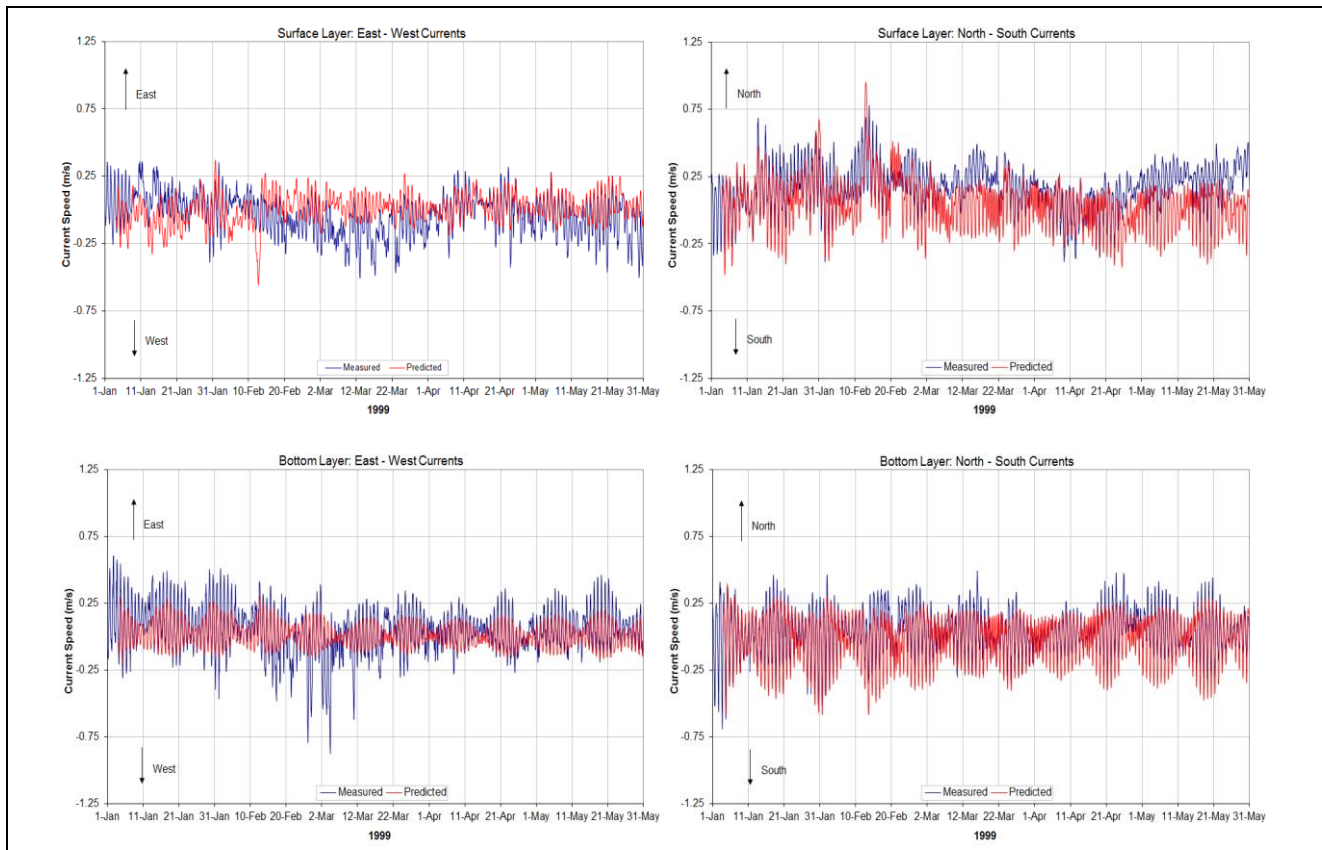 Surface Layer: East - West Currents
1.25
0.75
0.25
-0.25
-0.75
-1.25
Current Speed (m/s)
East
West
Measured Predicted
1-Jan 11-Jan 21-Jan 31-Jan 10-Feb 20-Feb 2-Mar 12-Mar 22-Mar 1-Apr 11-Apr 21-Apr 1-May 11-May 21-May 31-May
1999
Surface Layer: North - South Currents
1.25
0.75
0.25
-0.25
-0.75
-1.25
Current Speed (m/s)
North
South
Measured Predicted
1-Jan 11-Jan 21-Jan 31-Jan 10-Feb 20-Feb 2-Mar 12-Mar 22-Mar 1-Apr 11-Apr 21-Apr 1-May 11-May 21-May 31-May
1999
Bottom Layer: East - West Currents
1.25
0.75
0.25
-0.25
-0.75
-1.25
Current Speed (m/s)
East
West
Measured Predicted
1-Jan 11-Jan 21-Jan 31-Jan 10-Feb 20-Feb 2-Mar 12-Mar 22-Mar 1-Apr 11-Apr 21-Apr 1-May 11-May 21-May 31-May
1999
Bottom Layer: North - South Currents
1.25
0.75
0.25
-0.25
-0.75
-1.25
Current Speed (m/s)
North
South
Measured Predicted
1-Jan 11-Jan 21-Jan 31-Jan 10-Feb 20-Feb 2-Mar 12-Mar 22-Mar 1-Apr 11-Apr 21-Apr 1-May 11-May 21-May 31-May
1999